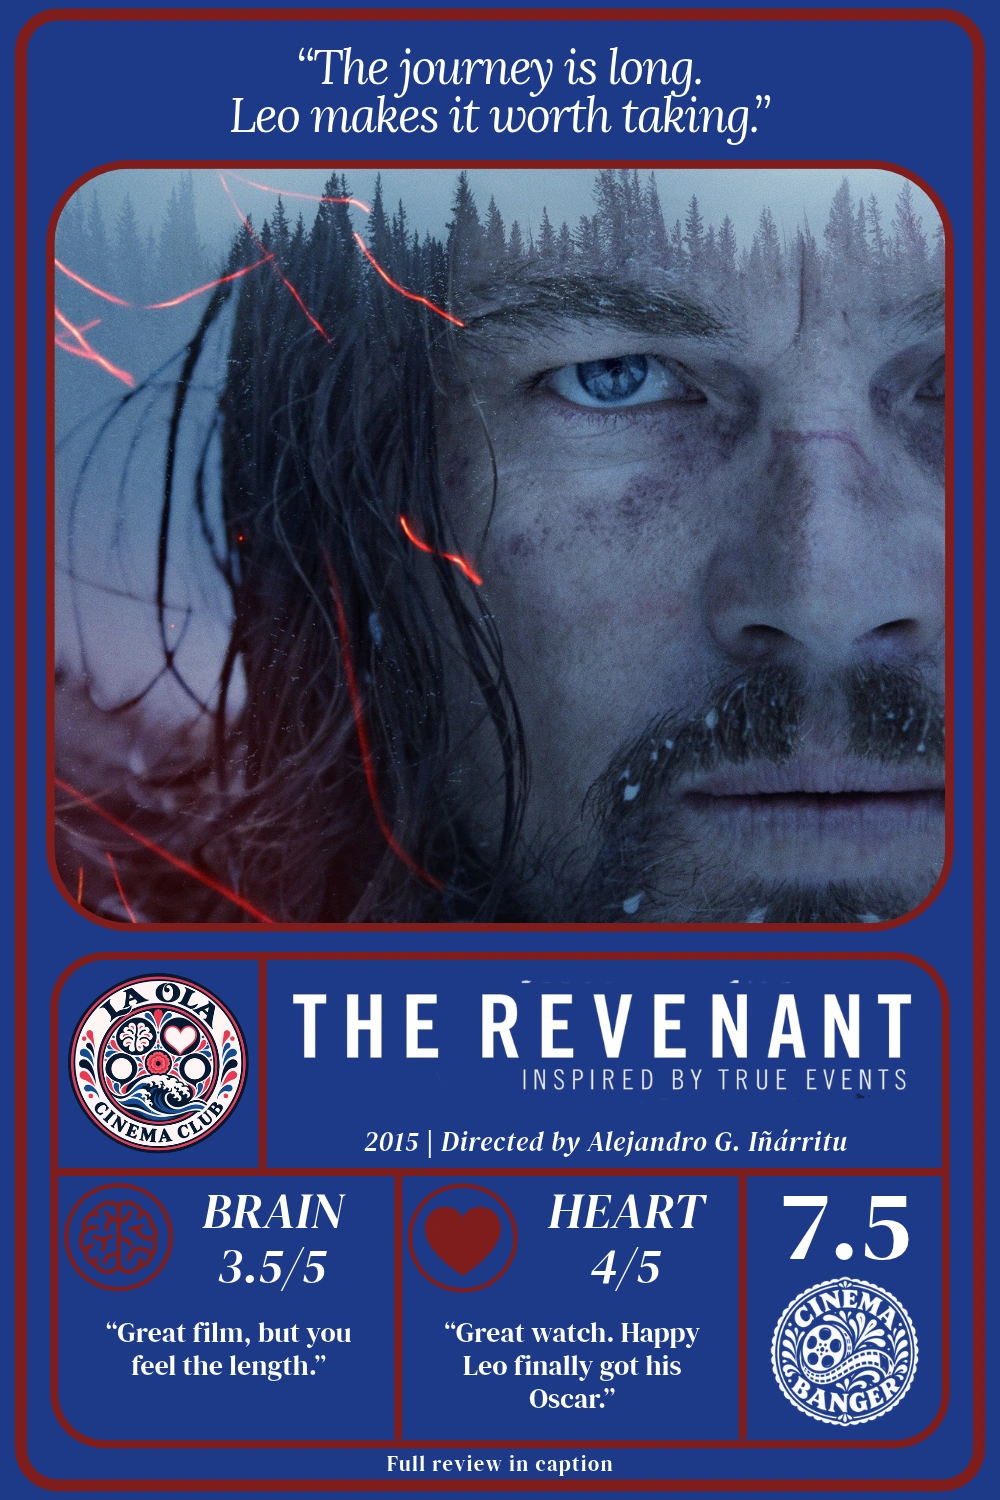 “The journey is long.
Leo makes it worth taking.”
LA OLA
CINEMA CLUB
THE REVENANT
INSPIRED BY TRUE EVENTS
2015 | Directed by Alejandro G. Iñárritu
BRAIN
3.5/5
“Great film, but you
feel the length.”
HEART
4/5
“Great watch. Happy
Leo finally got his
Oscar.”
7.5
CINEMA
BANGER
Full review in caption